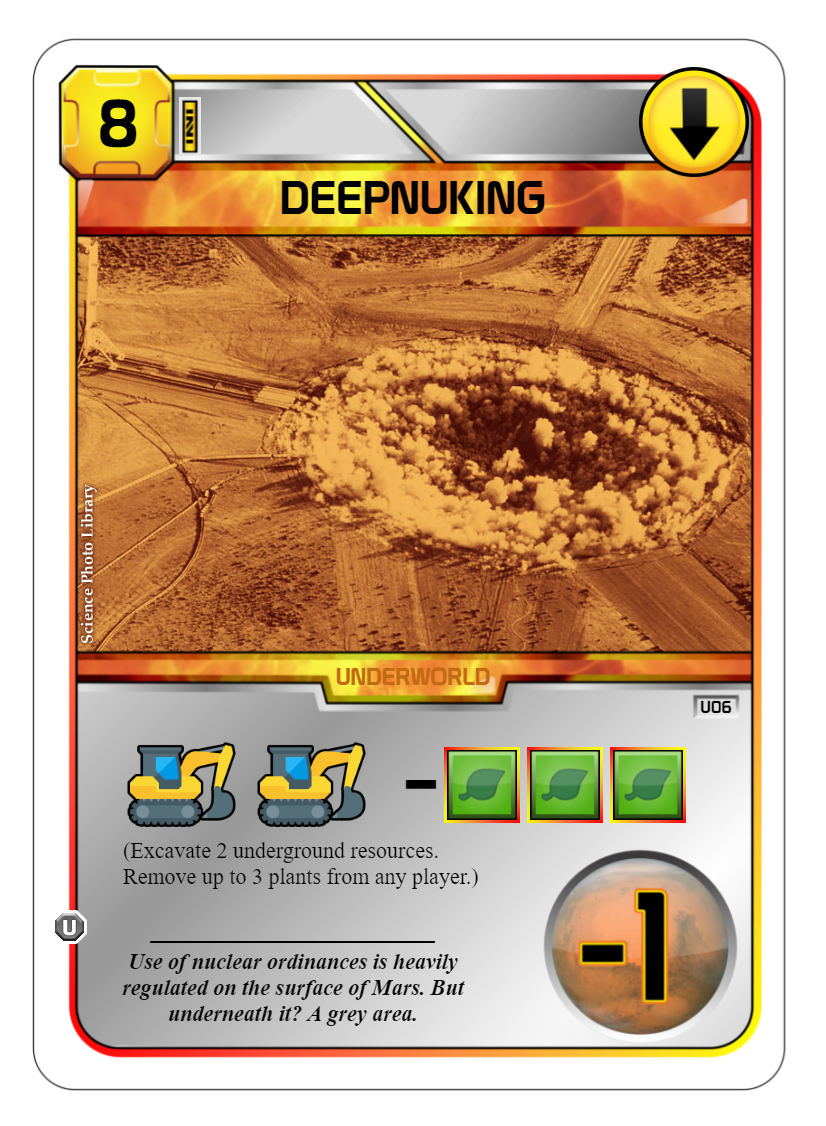 8
INI
DEEPNUKING
Science Photo Library
UNDERWORLD
U06
-
(Excavate 2 underground resources.
Remove up to 3 plants from any player.)
U
-1
Use of nuclear ordinances is heavily
regulated on the surface of Mars. But
underneath it? A grey area.